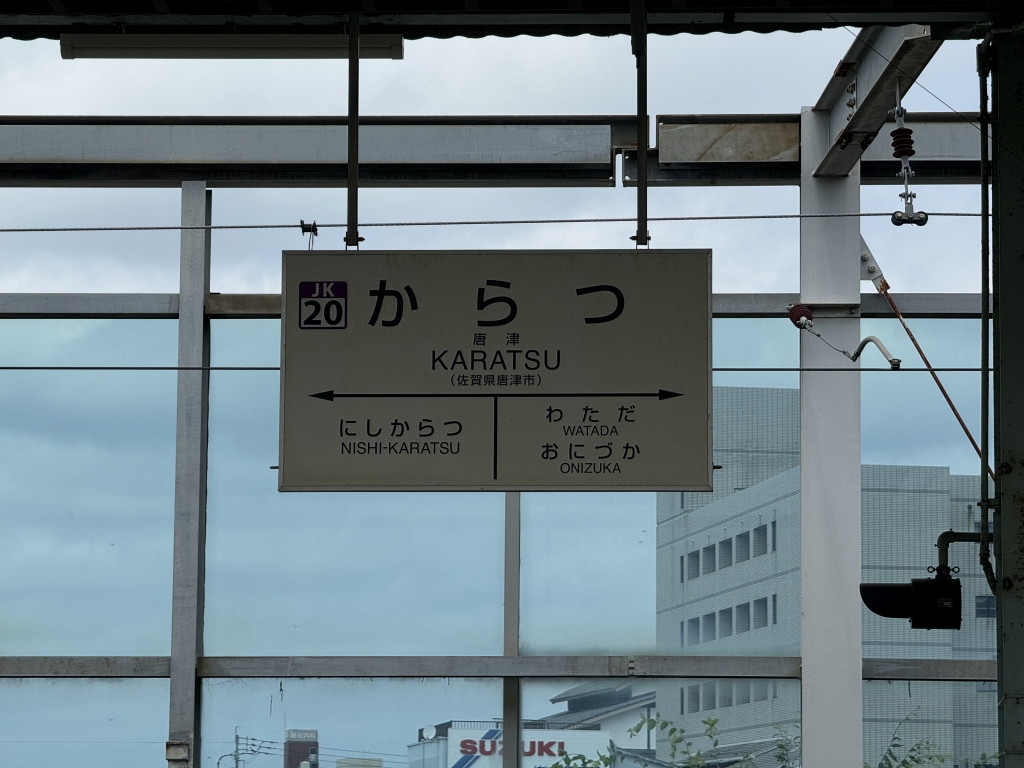 JK
20
からつ
唐津
KARATSU
(佐賀県唐津市)
にしからつ
NISHI-KARATSU
わただ
WATADA
おにづか
ONIZUKA
SUZUKI